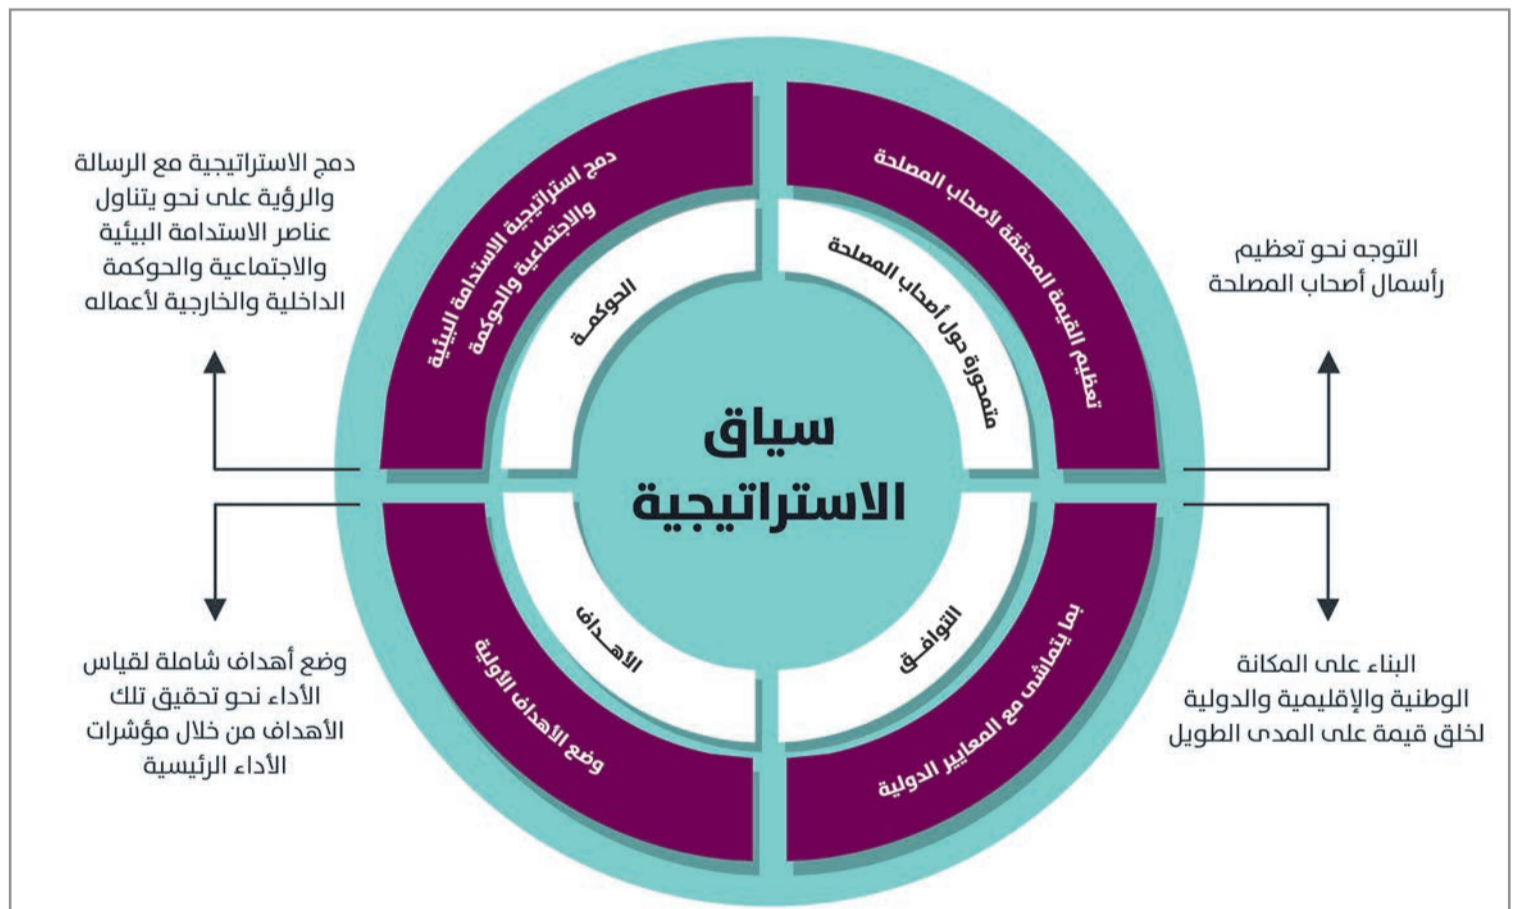 سياق
الاستراتيجية
تعظيم القيمة المحققة لأصحاب المصلحة
متمحورة حول أصحاب المصلحة
التوجه نحو تعظيم
رأسمال أصحاب المصلحة
دمج استراتيجية الاستدامة البيئية
والاجتماعية والحوكمة
الحوكمــة
دمج الاستراتيجية مع الرسالة
والرؤية على نحو يتناول
عناصر الاستدامة البيئية
والاجتماعية والحوكمة
الداخلية والخارجية لأعماله
بما يتماشى مع المعايير الدولية
التوافــق
البناء على المكانة
الوطنية والإقليمية والدولية
لخلق قيمة على المدى الطويل
وضع الأهداف الأولية
الأهــداف
وضع أهداف شاملة لقياس
الأداء نحو تحقيق تلك
الأهداف من خلال مؤشرات
الأداء الرئيسية